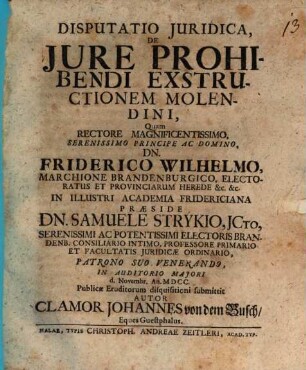 13
DISPUTATIO JURIDICA,
DE
JURE PROHI-
BENDI EXSTRU-
CTIONEM MOLEN-
DINI,
Quam
RECTORE MAGNIFICENTISSIMO,
SERENISSIMO PRINCIPE AC DOMINO,
DN.
FRIDERICO WILHELMO,
MARCHIONE BRANDENBURGICO, ELECTO-
RATUS ET PROVINCIARUM HEREDE &c. &c.
IN ILLUSTRI ACADEMIA FRIDERICIANA
PRÆSIDE
DN. SAMUELE STRYKIO, JCTO,
SERENISSIMI AC POTENTISSIMI ELECTORIS BRAN-
DENB. CONSILIARIO INTIMO, PROFESSORE PRIMARIO
ET FACULTATIS JURIDICÆ ORDINARIO,
PATRONO SUO VENERANDO,
IN AUDITORIO MAJORI
d. Novembr. An. MDCC.
Publicæ Eruditorum disquisitioni submittit
AUTOR
CLAMOR JOHANNES von dem Busch/
Eques Guestphalus.
HALAE, TYPIS CHRISTOPH. ANDREAE ZEITLERI, ACAD. TYP.